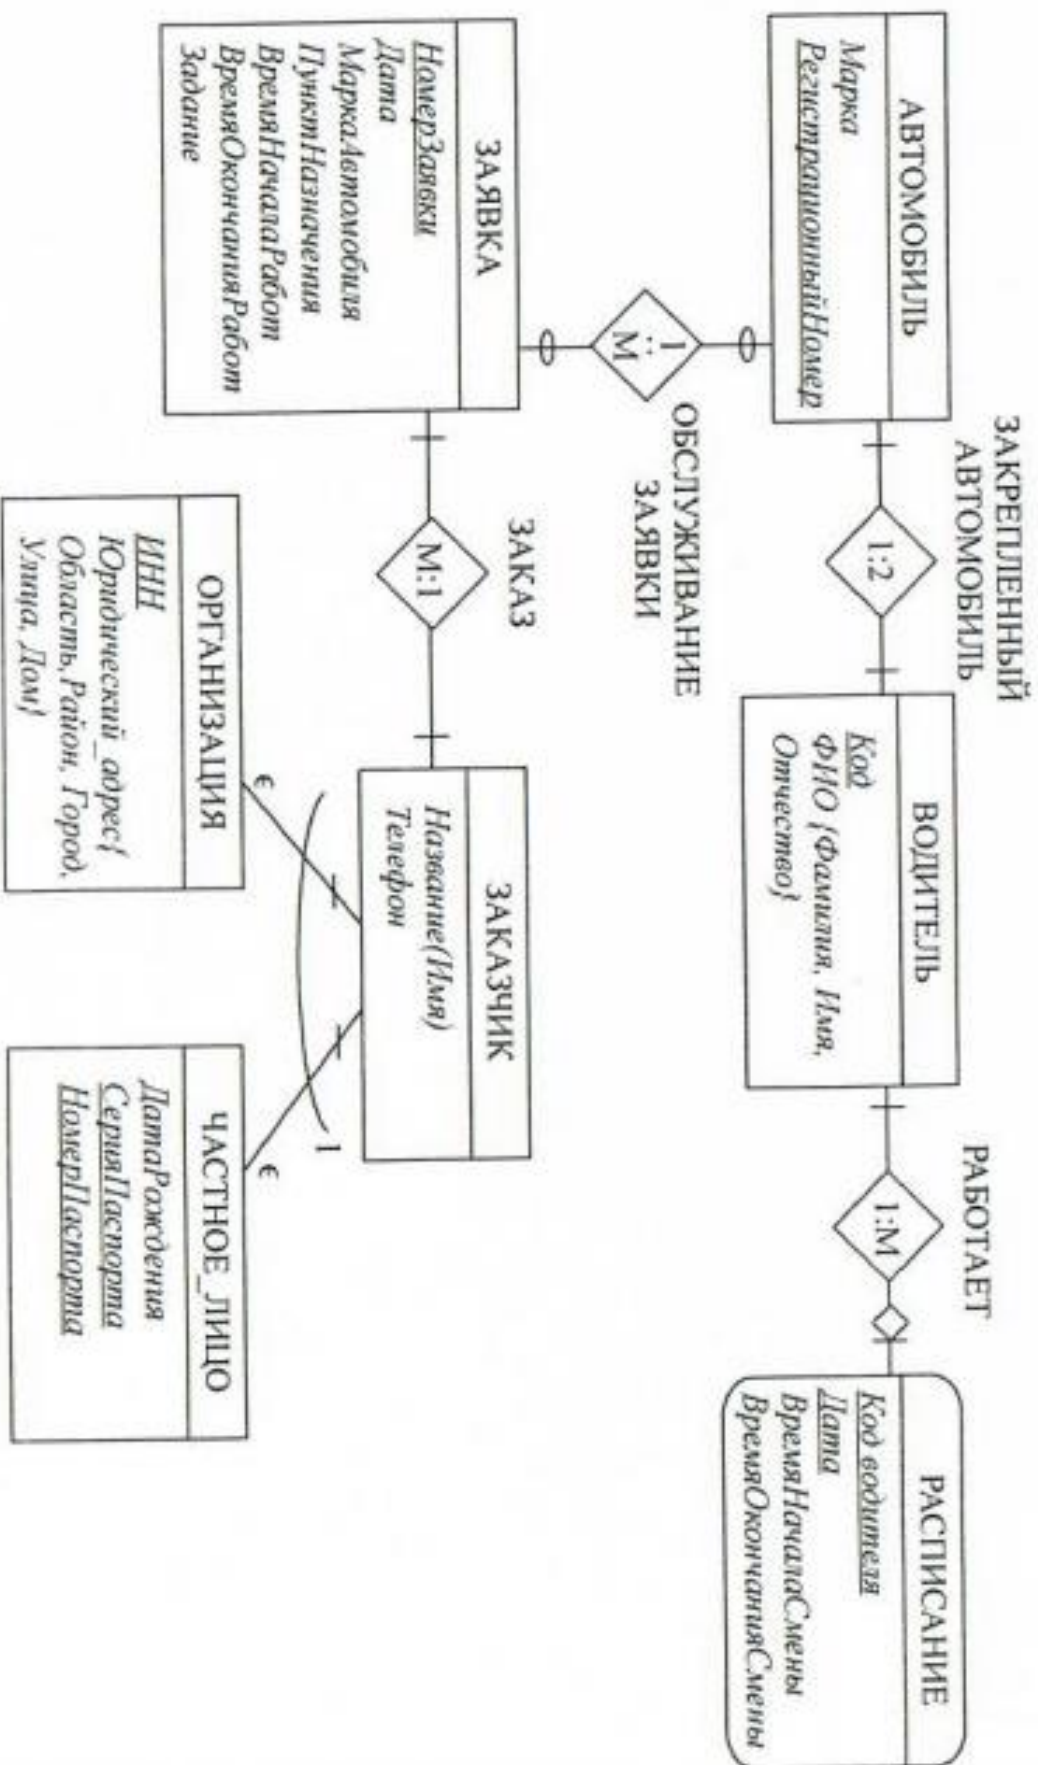 АВТОМОБИЛЬ
Марка
РегистрационныйНомер
ЗАКРЕПЛЕННЫЙ
АВТОМОБИЛЬ
1:2
ВОДИТЕЛЬ
Код
ФИО {Фамилия, Имя,
Отчество}
РАБОТАЕТ
1:М
РАСПИСАНИЕ
Код водителя
Дата
ВремяНачалаСмены
ВремяОкончанияСмены
1
:
М
ОБСЛУЖИВАНИЕ
ЗАЯВКИ
ЗАЯВКА
НомерЗаявки
Дата
МаркаАвтомобиля
ПунктНазначения
ВремяНачалаРабот
ВремяОкончанияРабот
Задание
ЗАКАЗ
М:1
ЗАКАЗЧИК
Название(Имя)
Телефон
1
є
є
ОРГАНИЗАЦИЯ
ИНН
Юридический_адрес{
Область,Район, Город,
Улица, Дом}
ЧАСТНОЕ_ЛИЦО
ДатаРождения
СерияПаспорта
НомерПаспорта